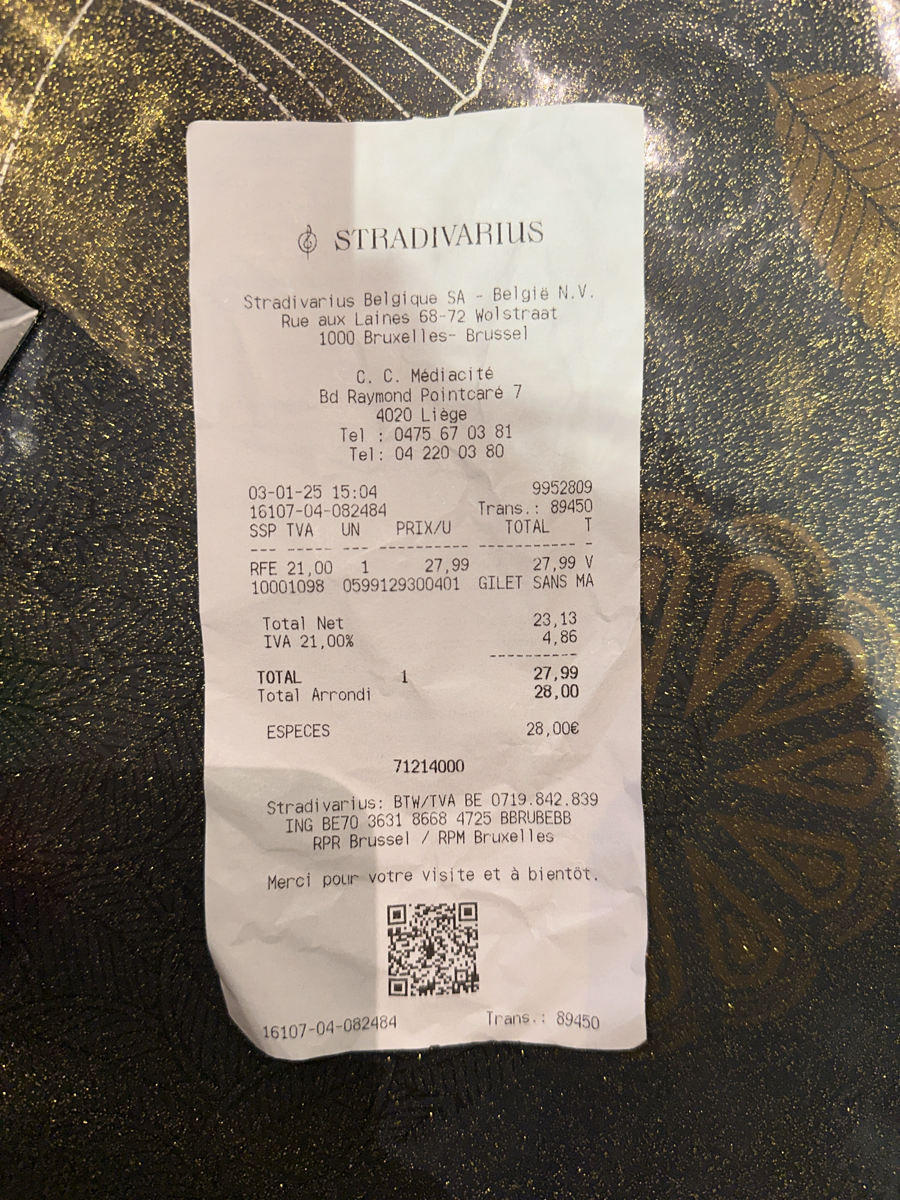 STRADIVARIUS
Stradivarius Belgique SA - België N.V.
Rue aux Laines 68-72 Wolstraat
1000 Bruxelles- Brussel
C. C. Médiacité
Bd Raymond Pointcaré 7
4020 Liège
Tel : 0475 67 03 81
Tel: 04 220 03 80
03-01-25 15:04 9952809
16107-04-082484 Trans.: 89450
SSP TVA UN PRIX/U TOTAL T
--- ----- --- ---------- ----------- -
RFE 21,00 1 27,99 27,99 V
10001098 0599129300401 GILET SANS MA
Total Net 23,13
IVA 21,00% 4,86
----------
TOTAL 1 27,99
Total Arrondi 28,00
ESPECES 28,00€
71214000
Stradivarius: BTW/TVA BE 0719.842.839
ING BE70 3631 8668 4725 BBRUBEBB
RPR Brussel / RPM Bruxelles
Merci pour votre visite et à bientôt.
16107-04-082484 Trans.: 89450